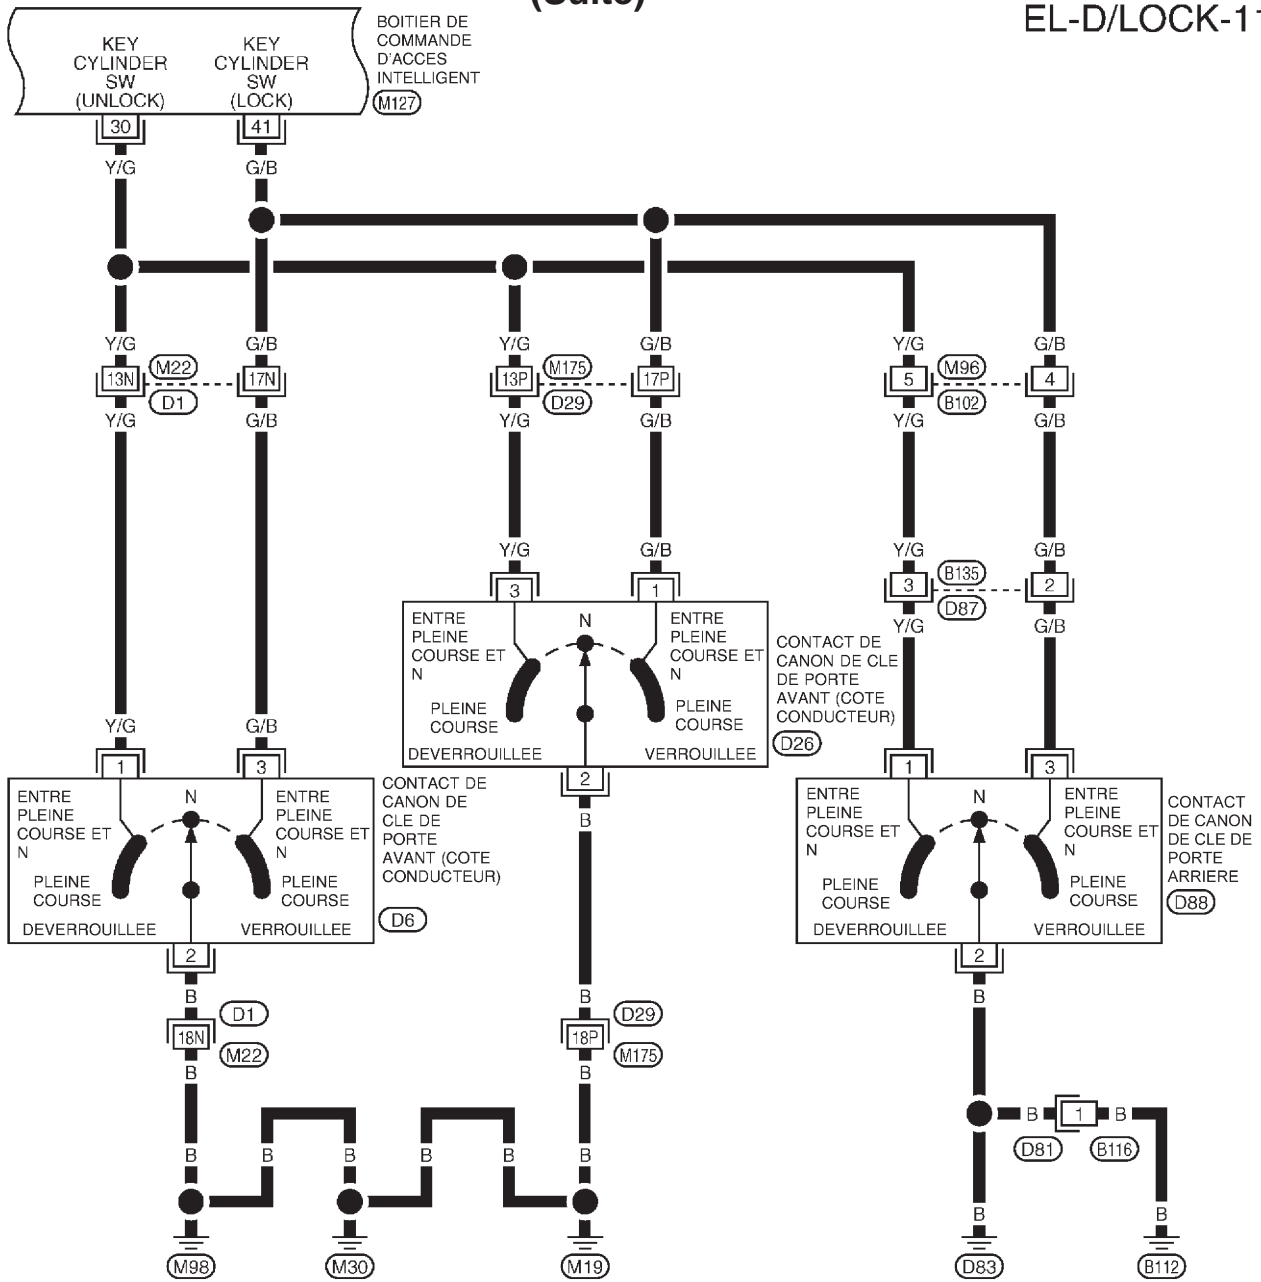 (Suite)
EL-D/LOCK-11
BOITIER DE
COMMANDE
D'ACCES
INTELLIGENT
M127
KEY
CYLINDER
SW
(UNLOCK)
KEY
CYLINDER
SW
(LOCK)
30
41
Y/G
G/B
Y/G
G/B
Y/G
G/B
Y/G
G/B
13N
M22
17N
13P
M175
17P
5
M96
4
D1
D29
B102
Y/G
G/B
Y/G
G/B
Y/G
G/B
Y/G
G/B
Y/G
G/B
3
B135
2
D87
Y/G
G/B
3
1
ENTRE
PLEINE
COURSE ET
N
N
ENTRE
PLEINE
COURSE ET
N
PLEINE
COURSE
PLEINE
COURSE
DEVERROUILLEE
VERROUILLEE
2
CONTACT DE
CANON DE CLE
DE PORTE
AVANT (COTE
CONDUCTEUR)
D26
Y/G
G/B
1
3
ENTRE
PLEINE
COURSE ET
N
N
ENTRE
PLEINE
COURSE ET
N
PLEINE
COURSE
PLEINE
COURSE
DEVERROUILLEE
VERROUILLEE
2
CONTACT DE
CANON DE
CLE DE
PORTE
AVANT (COTE
CONDUCTEUR)
D6
1
3
ENTRE
PLEINE
COURSE ET
N
N
ENTRE
PLEINE
COURSE ET
N
PLEINE
COURSE
PLEINE
COURSE
DEVERROUILLEE
VERROUILLEE
2
CONTACT
DE CANON
DE CLE DE
PORTE
ARRIERE
D88
B
B
B
B
D1
18N
M22
D29
18P
M175
B
B
B
1
B
D81
B116
B
B
B
B
B
B
B
B
M98
M30
M19
D83
B112